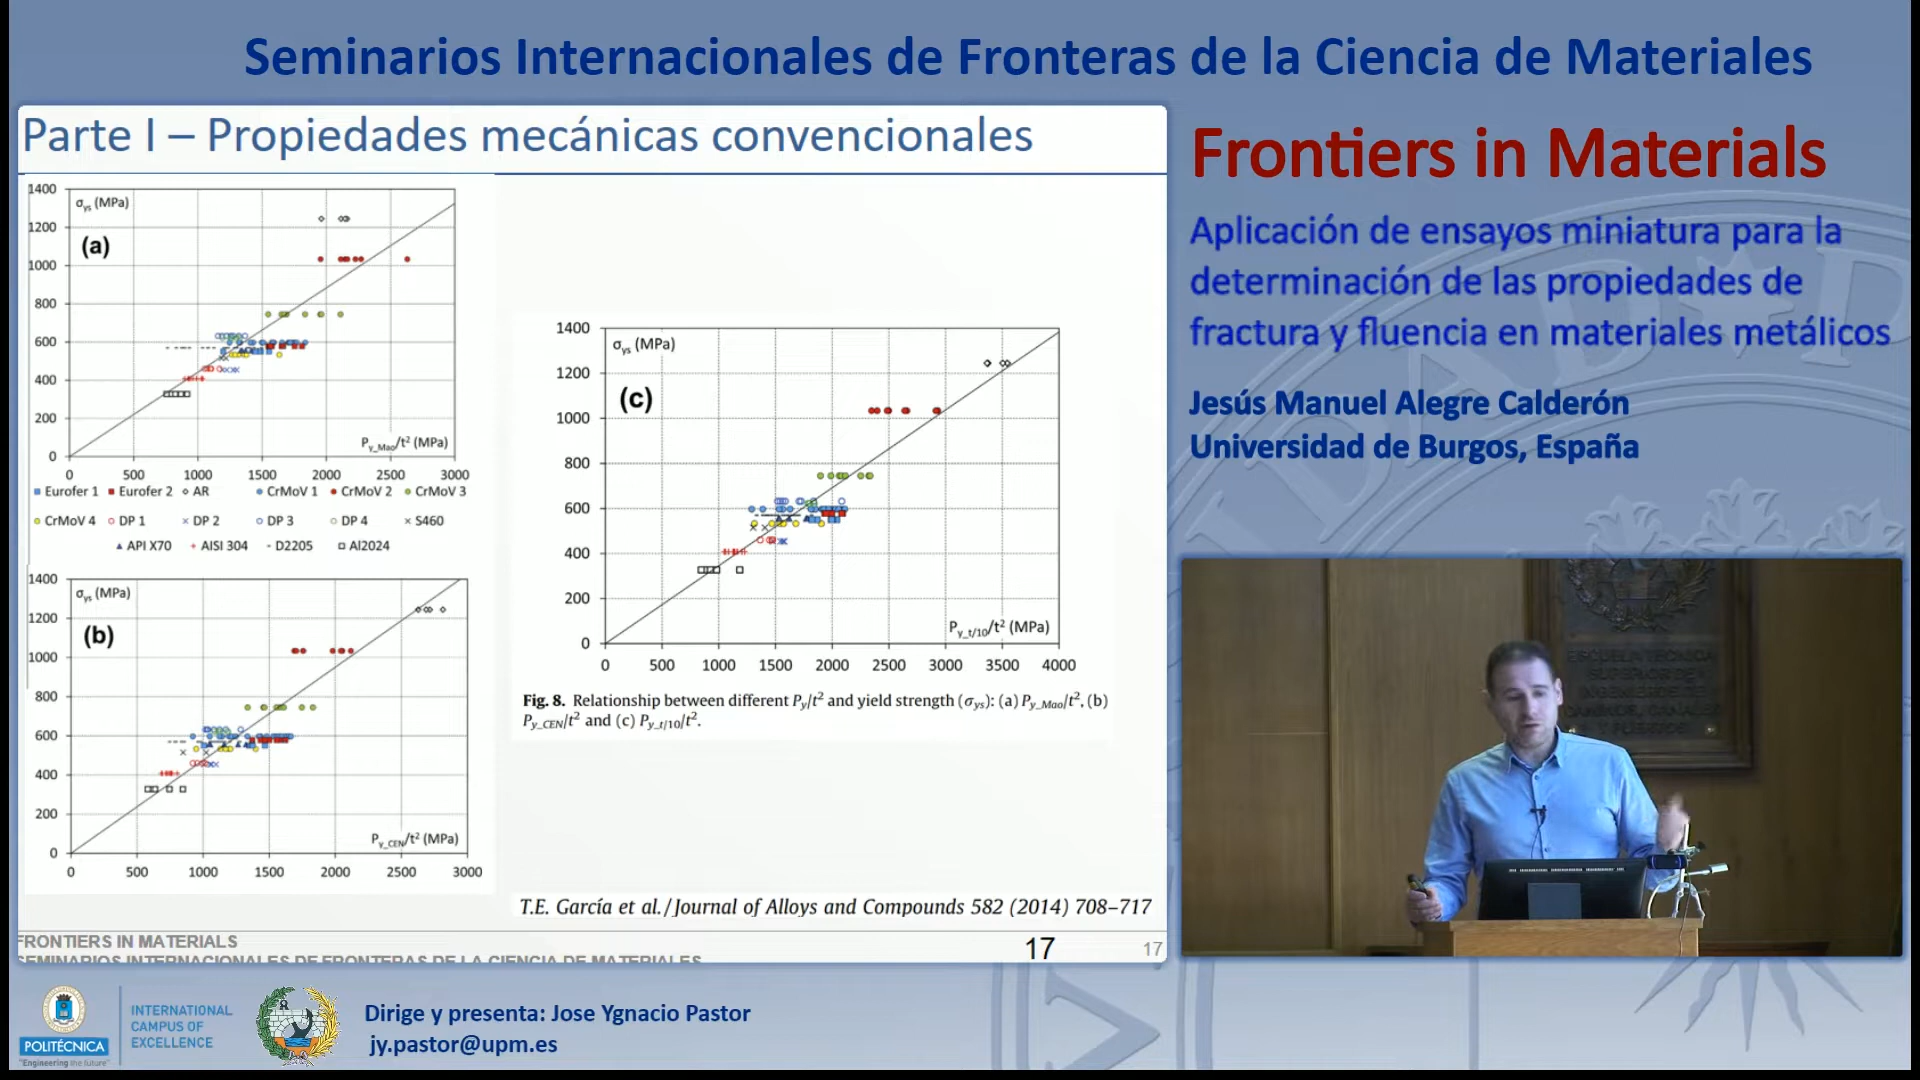 Seminarios Internacionales de Fronteras de la Ciencia de Materiales
Parte I – Propiedades mecánicas convencionales
1400
1200
1000
800
600
400
200
0
σys (MPa)
(a)
Py_Mao/t² (MPa)
0 500 1000 1500 2000 2500 3000
Eurofer 1 Eurofer 2 AR CrMoV 1 CrMoV 2 CrMoV 3
CrMoV 4 DP 1 DP 2 DP 3 DP 4 S460
API X70 AISI 304 D2205 Al2024
1400
1200
1000
800
600
400
200
0
σys (MPa)
(b)
Py_CEN/t² (MPa)
0 500 1000 1500 2000 2500 3000
1400
1200
1000
800
600
400
200
0
σys (MPa)
(c)
Py_t/10/t² (MPa)
0 500 1000 1500 2000 2500 3000 3500 4000
Fig. 8. Relationship between different Py/t² and yield strength (σys): (a) Py_Mao/t², (b)
Py_CEN/t² and (c) Py_t/10/t².
T.E. García et al./Journal of Alloys and Compounds 582 (2014) 708–717
FRONTIERS IN MATERIALS
SEMINARIOS INTERNACIONALES DE FRONTERAS DE LA CIENCIA DE MATERIALES
17
17
Frontiers in Materials
Aplicación de ensayos miniatura para la
determinación de las propiedades de
fractura y fluencia en materiales metálicos
Jesús Manuel Alegre Calderón
Universidad de Burgos, España
ESCUELA TECNICA
SUPERIOR DE
INGENIEROS DE
CAMINOS, CANALES
Y PUERTOS
POLITÉCNICA
"Engineering the future"
INTERNATIONAL
CAMPUS OF
EXCELLENCE
Dirige y presenta: Jose Ygnacio Pastor
jy.pastor@upm.es